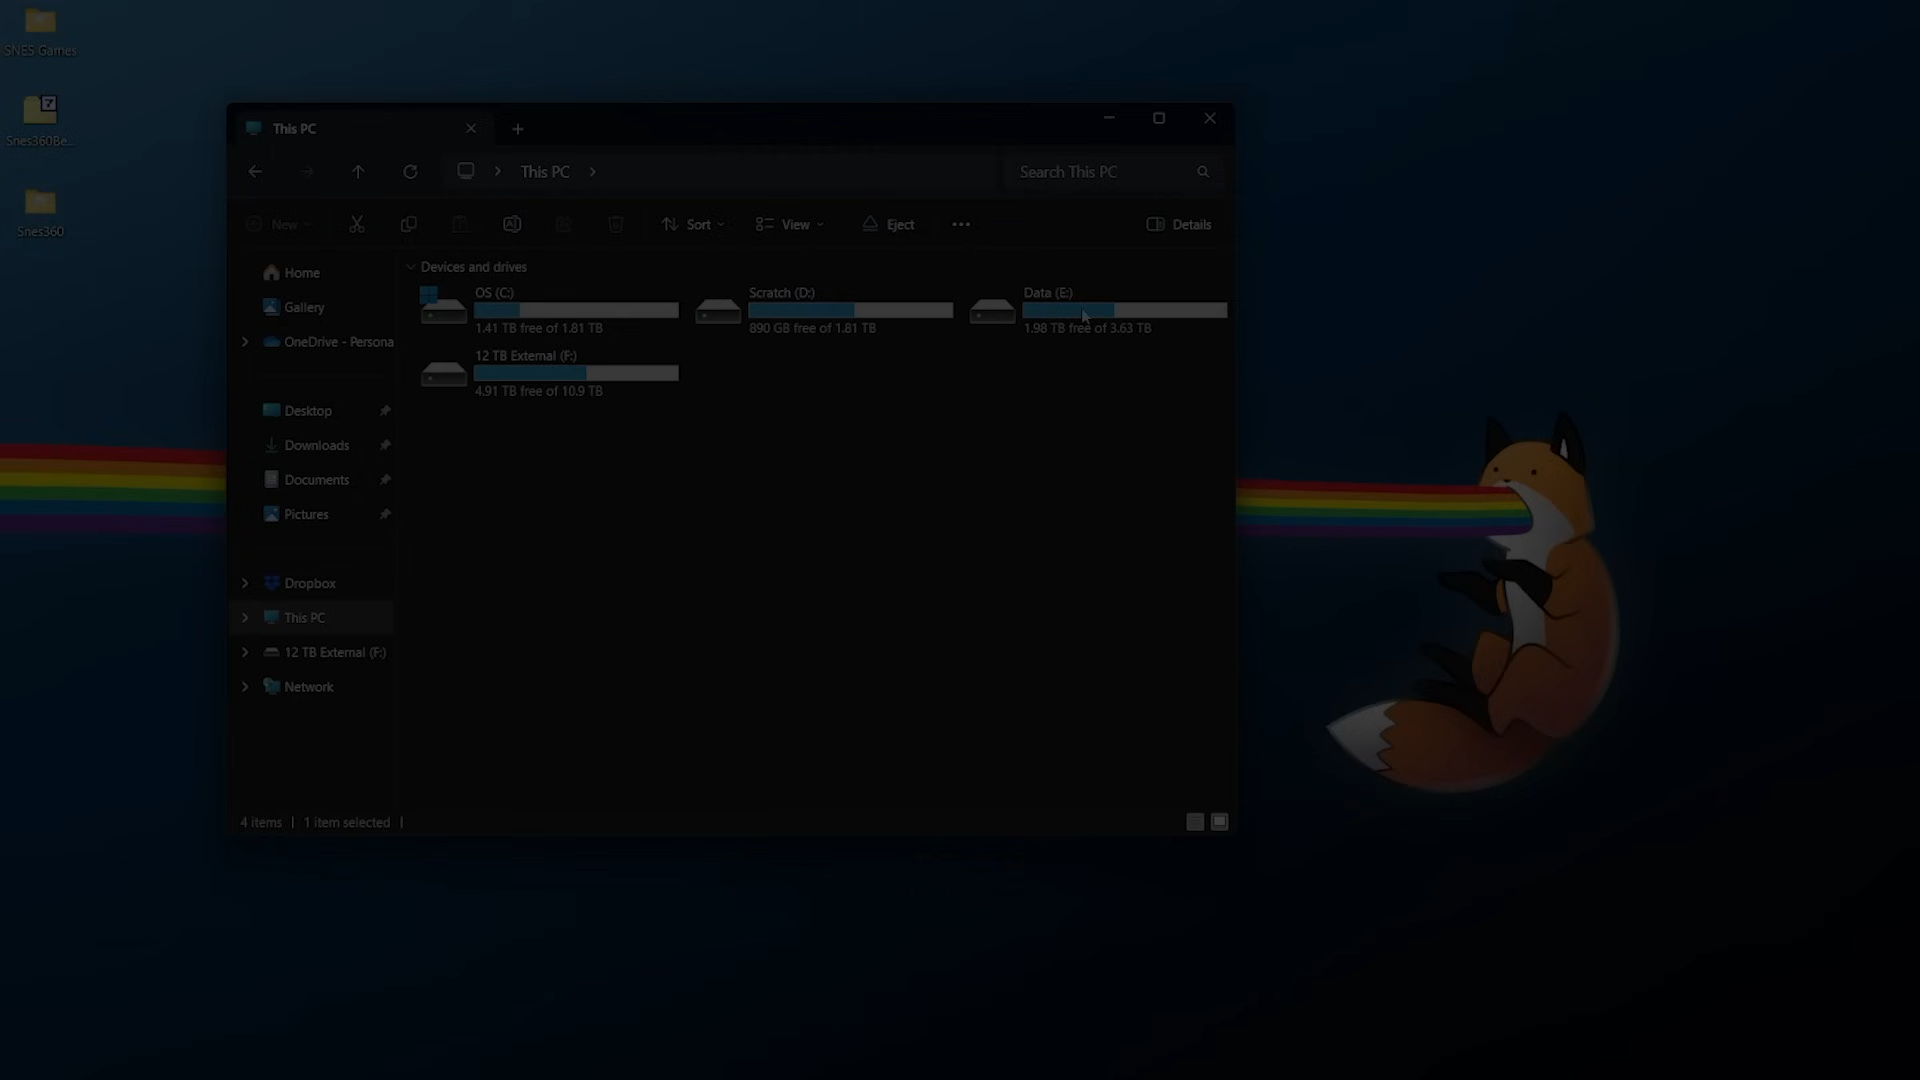 SNES Games
Snes360Be...
Snes360
This PC
This PC
Search This PC
New
Sort
View
Eject
Details
Home
Gallery
OneDrive - Persona
Desktop
Downloads
Documents
Pictures
Dropbox
This PC
12 TB External (F:)
Network
Devices and drives
OS (C:)
1.41 TB free of 1.81 TB
Scratch (D:)
890 GB free of 1.81 TB
Data (E:)
1.98 TB free of 3.63 TB
12 TB External (F:)
4.91 TB free of 10.9 TB
4 items
1 item selected